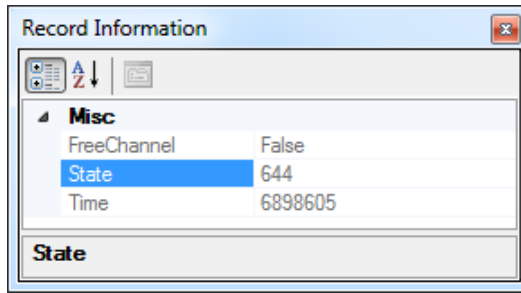 Record Information
A
Z
Misc
FreeChannel False
State 644
Time 6898605
State